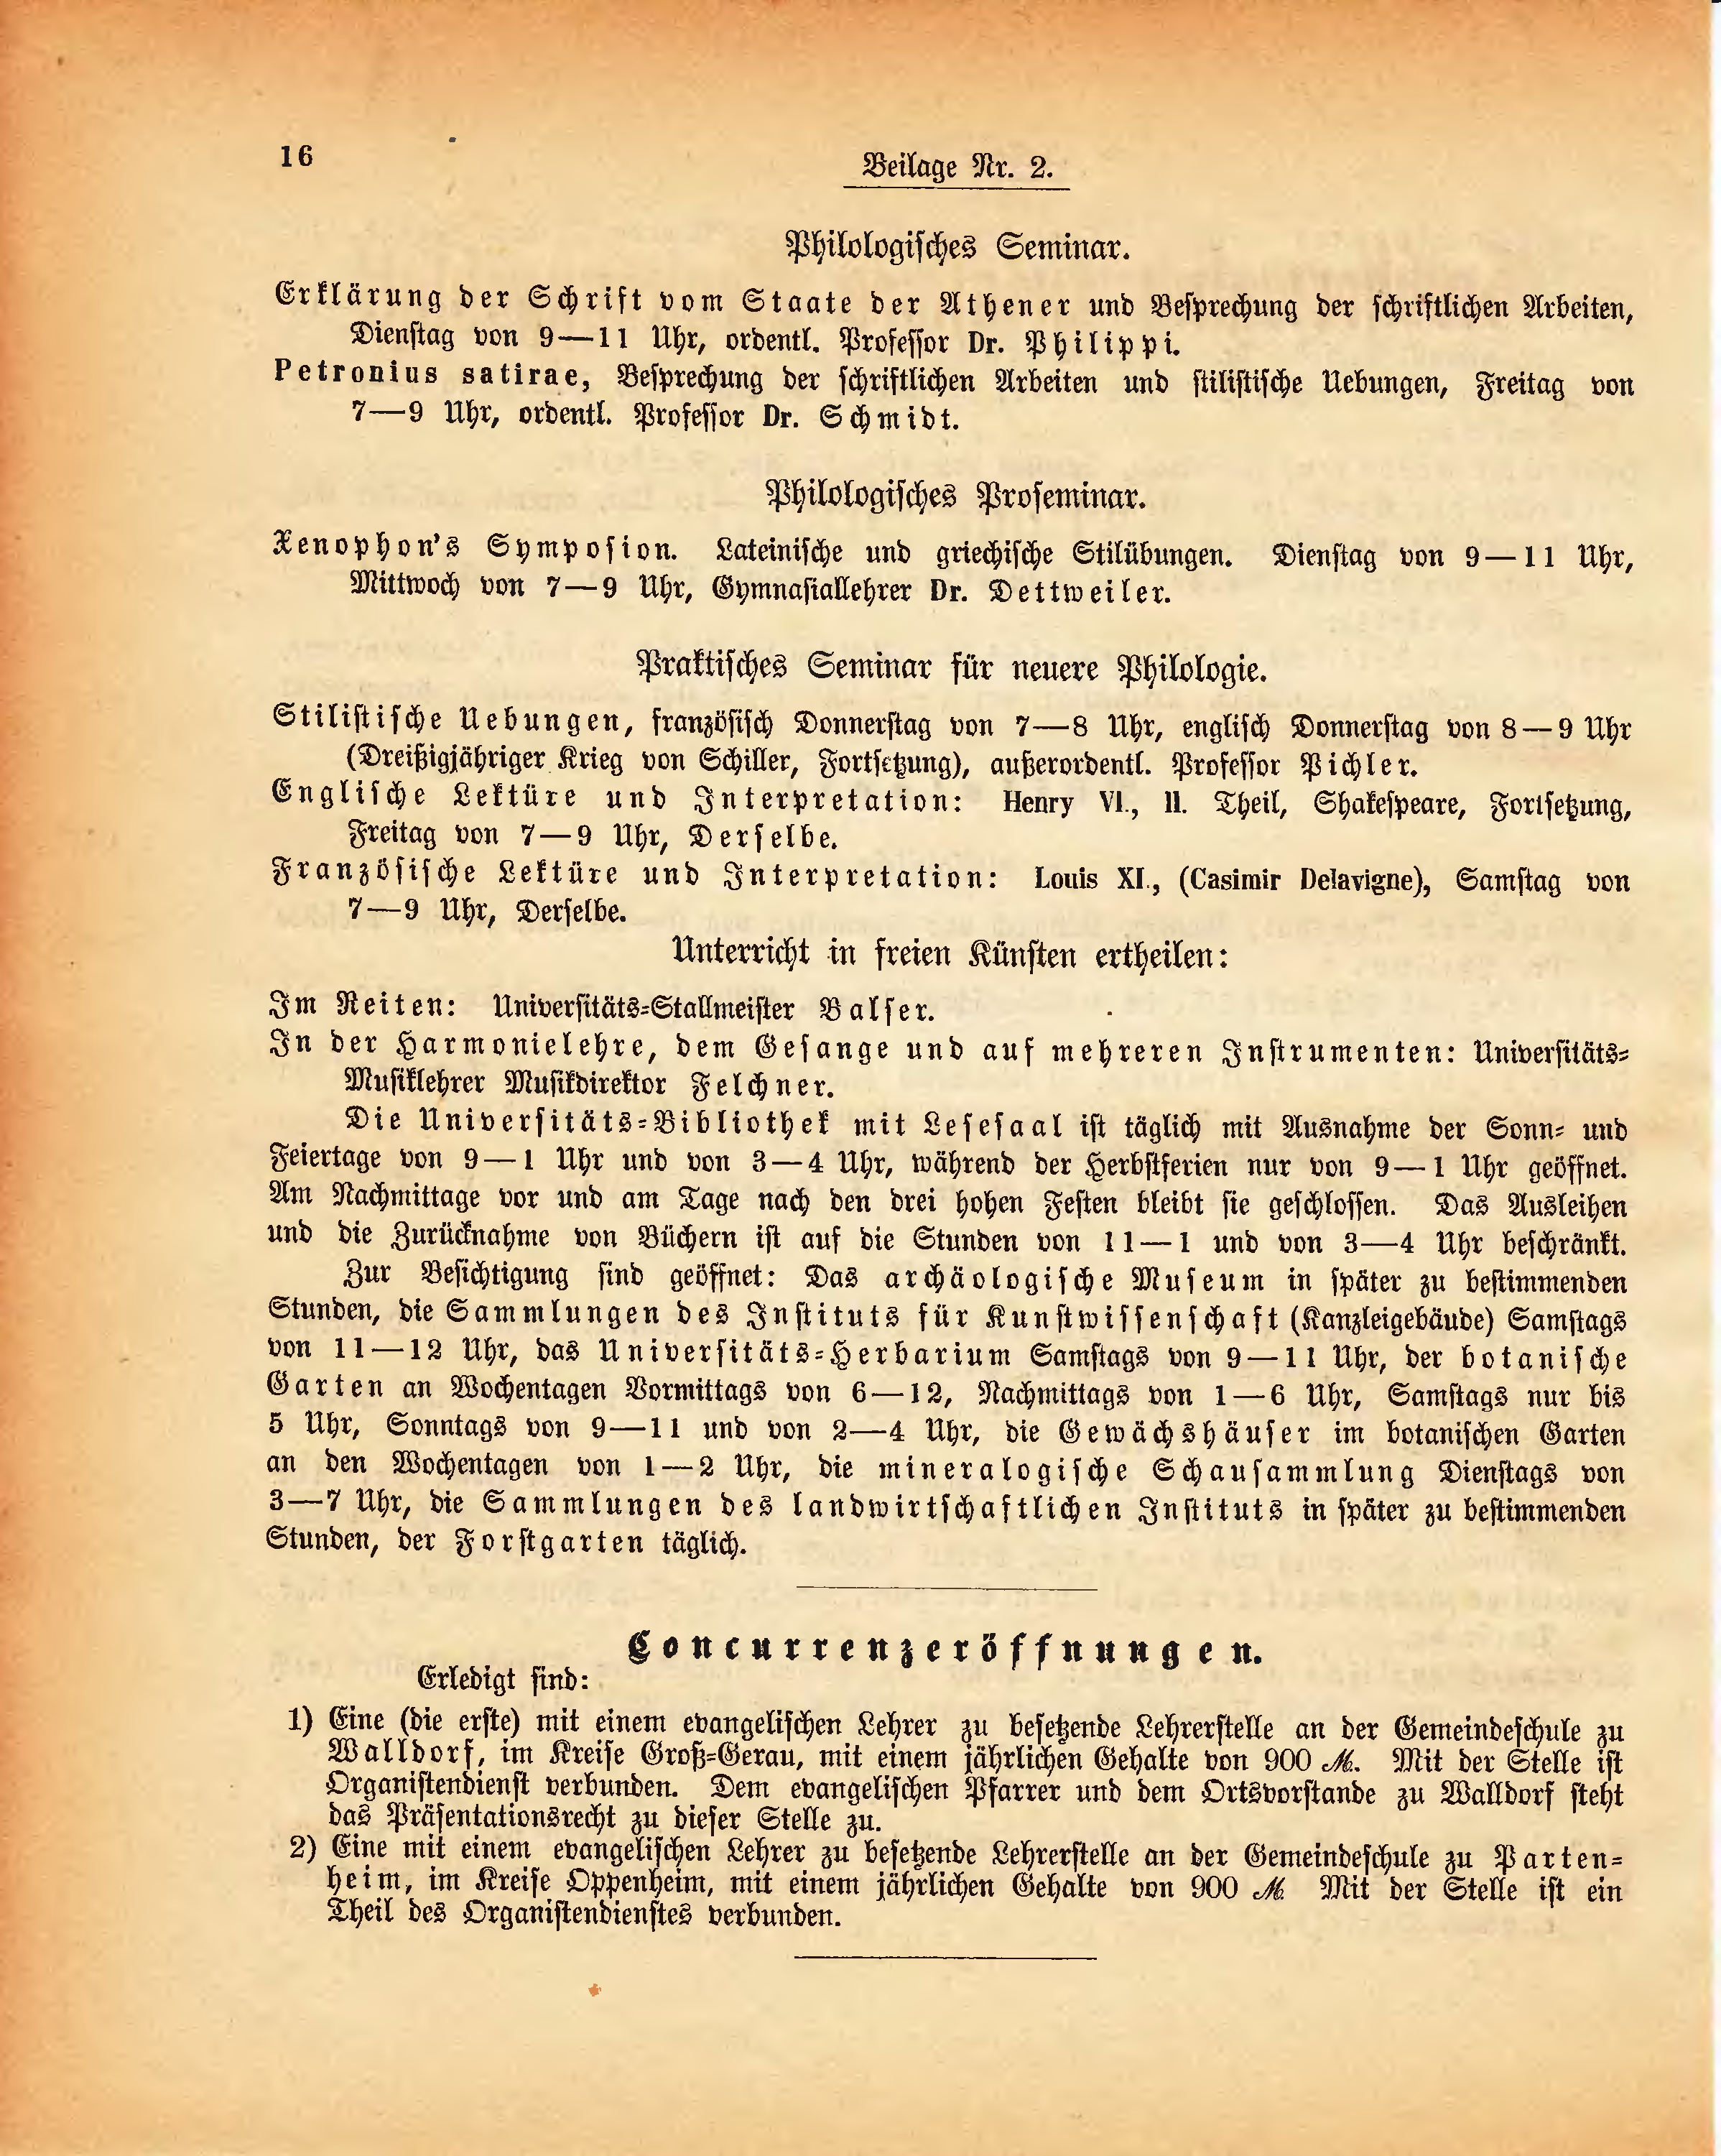 16
Beilage Nr. 2.
Philologisches Seminar.
Erklärung der Schrift vom Staate der Athener und Besprechung der schriftlichen Arbeiten,
Dienstag von 9—11 Uhr, ordentl. Professor Dr. Philippi.
Petronius satirae, Besprechung der schriftlichen Arbeiten und stilistische Uebungen, Freitag von
7—9 Uhr, ordentl. Professor Dr. Schmidt.
Philologisches Proseminar.
Xenophon's Symposion. Lateinische und griechische Stilübungen. Dienstag von 9—11 Uhr,
Mittwoch von 7—9 Uhr, Gymnasiallehrer Dr. Dettweiler.
Praktisches Seminar für neuere Philologie.
Stilistische Uebungen, französisch Donnerstag von 7—8 Uhr, englisch Donnerstag von 8—9 Uhr
(Dreißigjähriger Krieg von Schiller, Fortsetzung), außerordentl. Professor Pichler.
Englische Lektüre und Interpretation: Henry VI., II. Theil, Shakespeare, Fortsetzung,
Freitag von 7—9 Uhr, Derselbe.
Französische Lektüre und Interpretation: Louis XI., (Casimir Delavigne), Samstag von
7—9 Uhr, Derselbe.
Unterricht in freien Künsten ertheilen:
Im Reiten: Universitäts-Stallmeister Balser.
In der Harmonielehre, dem Gesange und auf mehreren Instrumenten: Universitäts-
Musiklehrer Musikdirektor Felchner.
Die Universitäts-Bibliothek mit Lesesaal ist täglich mit Ausnahme der Sonn- und
Feiertage von 9—1 Uhr und von 3—4 Uhr, während der Herbstferien nur von 9—1 Uhr geöffnet.
Am Nachmittage vor und am Tage nach den drei hohen Festen bleibt sie geschlossen. Das Ausleihen
und die Zurücknahme von Büchern ist auf die Stunden von 11—1 und von 3—4 Uhr beschränkt.
Zur Besichtigung sind geöffnet: Das archäologische Museum in später zu bestimmenden
Stunden, die Sammlungen des Instituts für Kunstwissenschaft (Kanzleigebäude) Samstags
von 11—12 Uhr, das Universitäts-Herbarium Samstags von 9—11 Uhr, der botanische
Garten an Wochentagen Vormittags von 6—12, Nachmittags von 1—6 Uhr, Samstags nur bis
5 Uhr, Sonntags von 9—11 und von 2—4 Uhr, die Gewächshäuser im botanischen Garten
an den Wochentagen von 1—2 Uhr, die mineralogische Schausammlung Dienstags von
3—7 Uhr, die Sammlungen des landwirtschaftlichen Instituts in später zu bestimmenden
Stunden, der Forstgarten täglich.
Concurrenzeröffnungen.
Erledigt sind:
1) Eine (die erste) mit einem evangelischen Lehrer zu besetzende Lehrerstelle an der Gemeindeschule zu
Walldorf, im Kreise Groß-Gerau, mit einem jährlichen Gehalte von 900 M. Mit der Stelle ist
Organistendienst verbunden. Dem evangelischen Pfarrer und dem Ortsvorstande zu Walldorf steht
das Präsentationsrecht zu dieser Stelle zu.
2) Eine mit einem evangelischen Lehrer zu besetzende Lehrerstelle an der Gemeindeschule zu Parten-
heim, im Kreise Oppenheim, mit einem jährlichen Gehalte von 900 M Mit der Stelle ist ein
Theil des Organistendienstes verbunden.